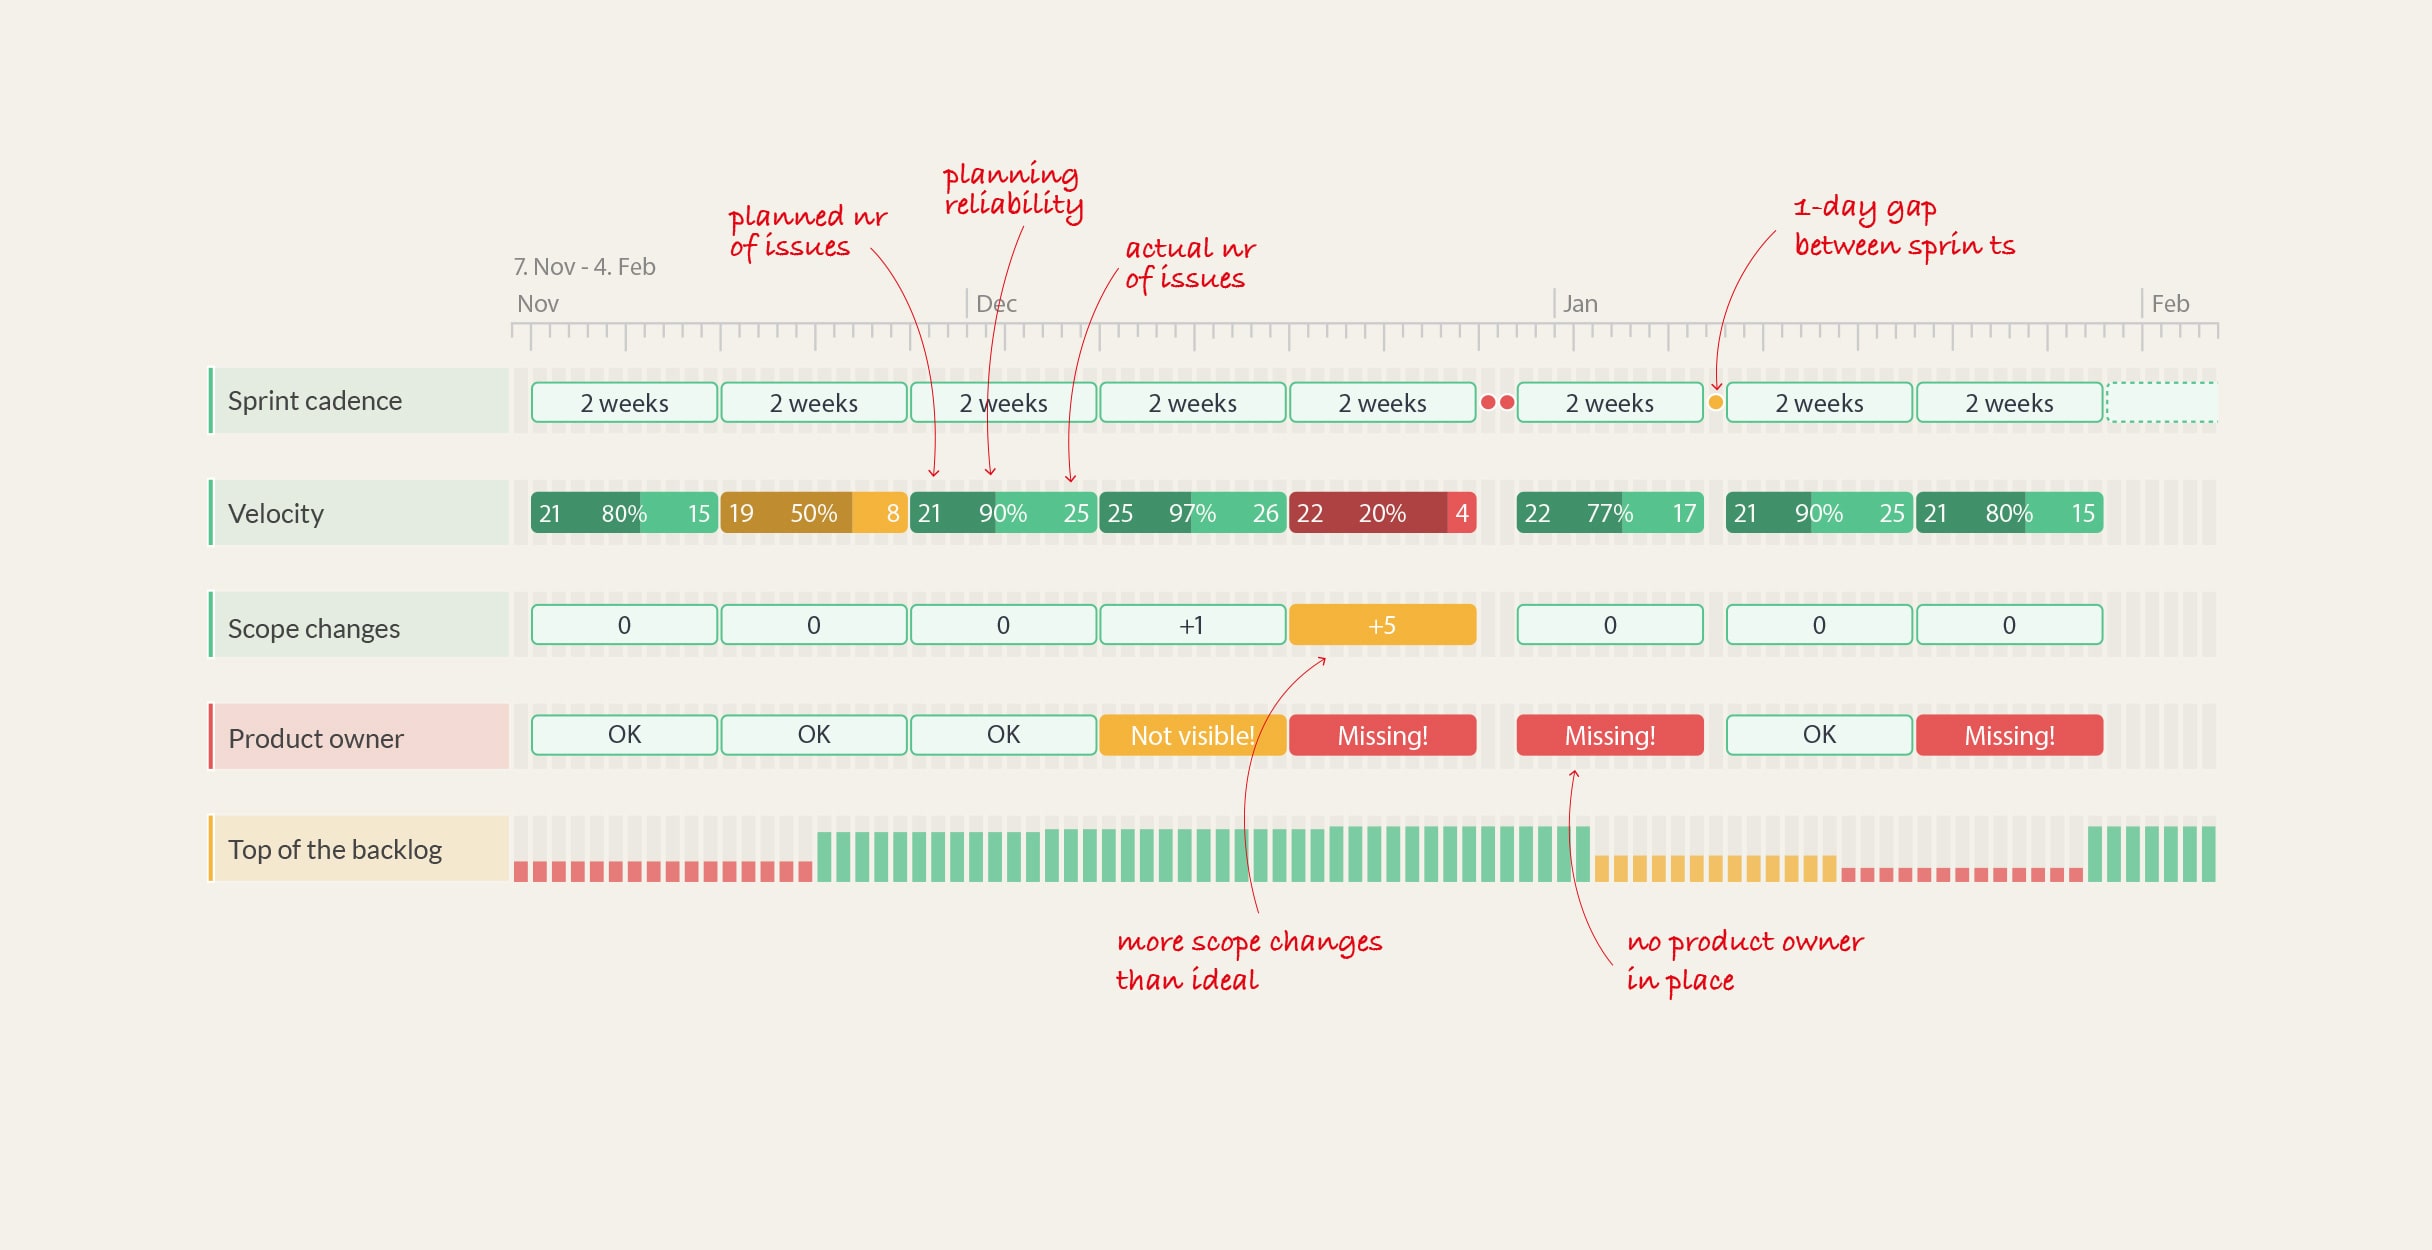 planning
reliability
planned nr
of issues
actual nr
of issues
1-day gap
between sprin ts
7. Nov - 4. Feb
Nov Dec Jan Feb
Sprint cadence 2 weeks 2 weeks 2 weeks 2 weeks 2 weeks 2 weeks 2 weeks 2 weeks
Velocity 21 80% 15 19 50% 8 21 90% 25 25 97% 26 22 20% 4 22 77% 17 21 90% 25 21 80% 15
Scope changes 0 0 0 +1 +5 0 0 0
Product owner OK OK OK Not visible! Missing! Missing! OK Missing!
Top of the backlog
more scope changes
than ideal
no product owner
in place